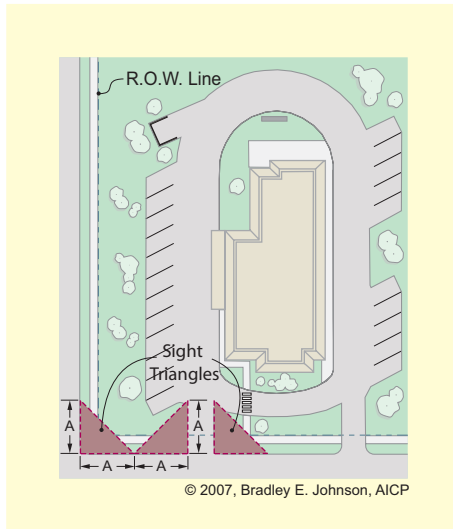 R.O.W. Line
Sight
Triangles
A
A
A
A
© 2007, Bradley E. Johnson, AICP